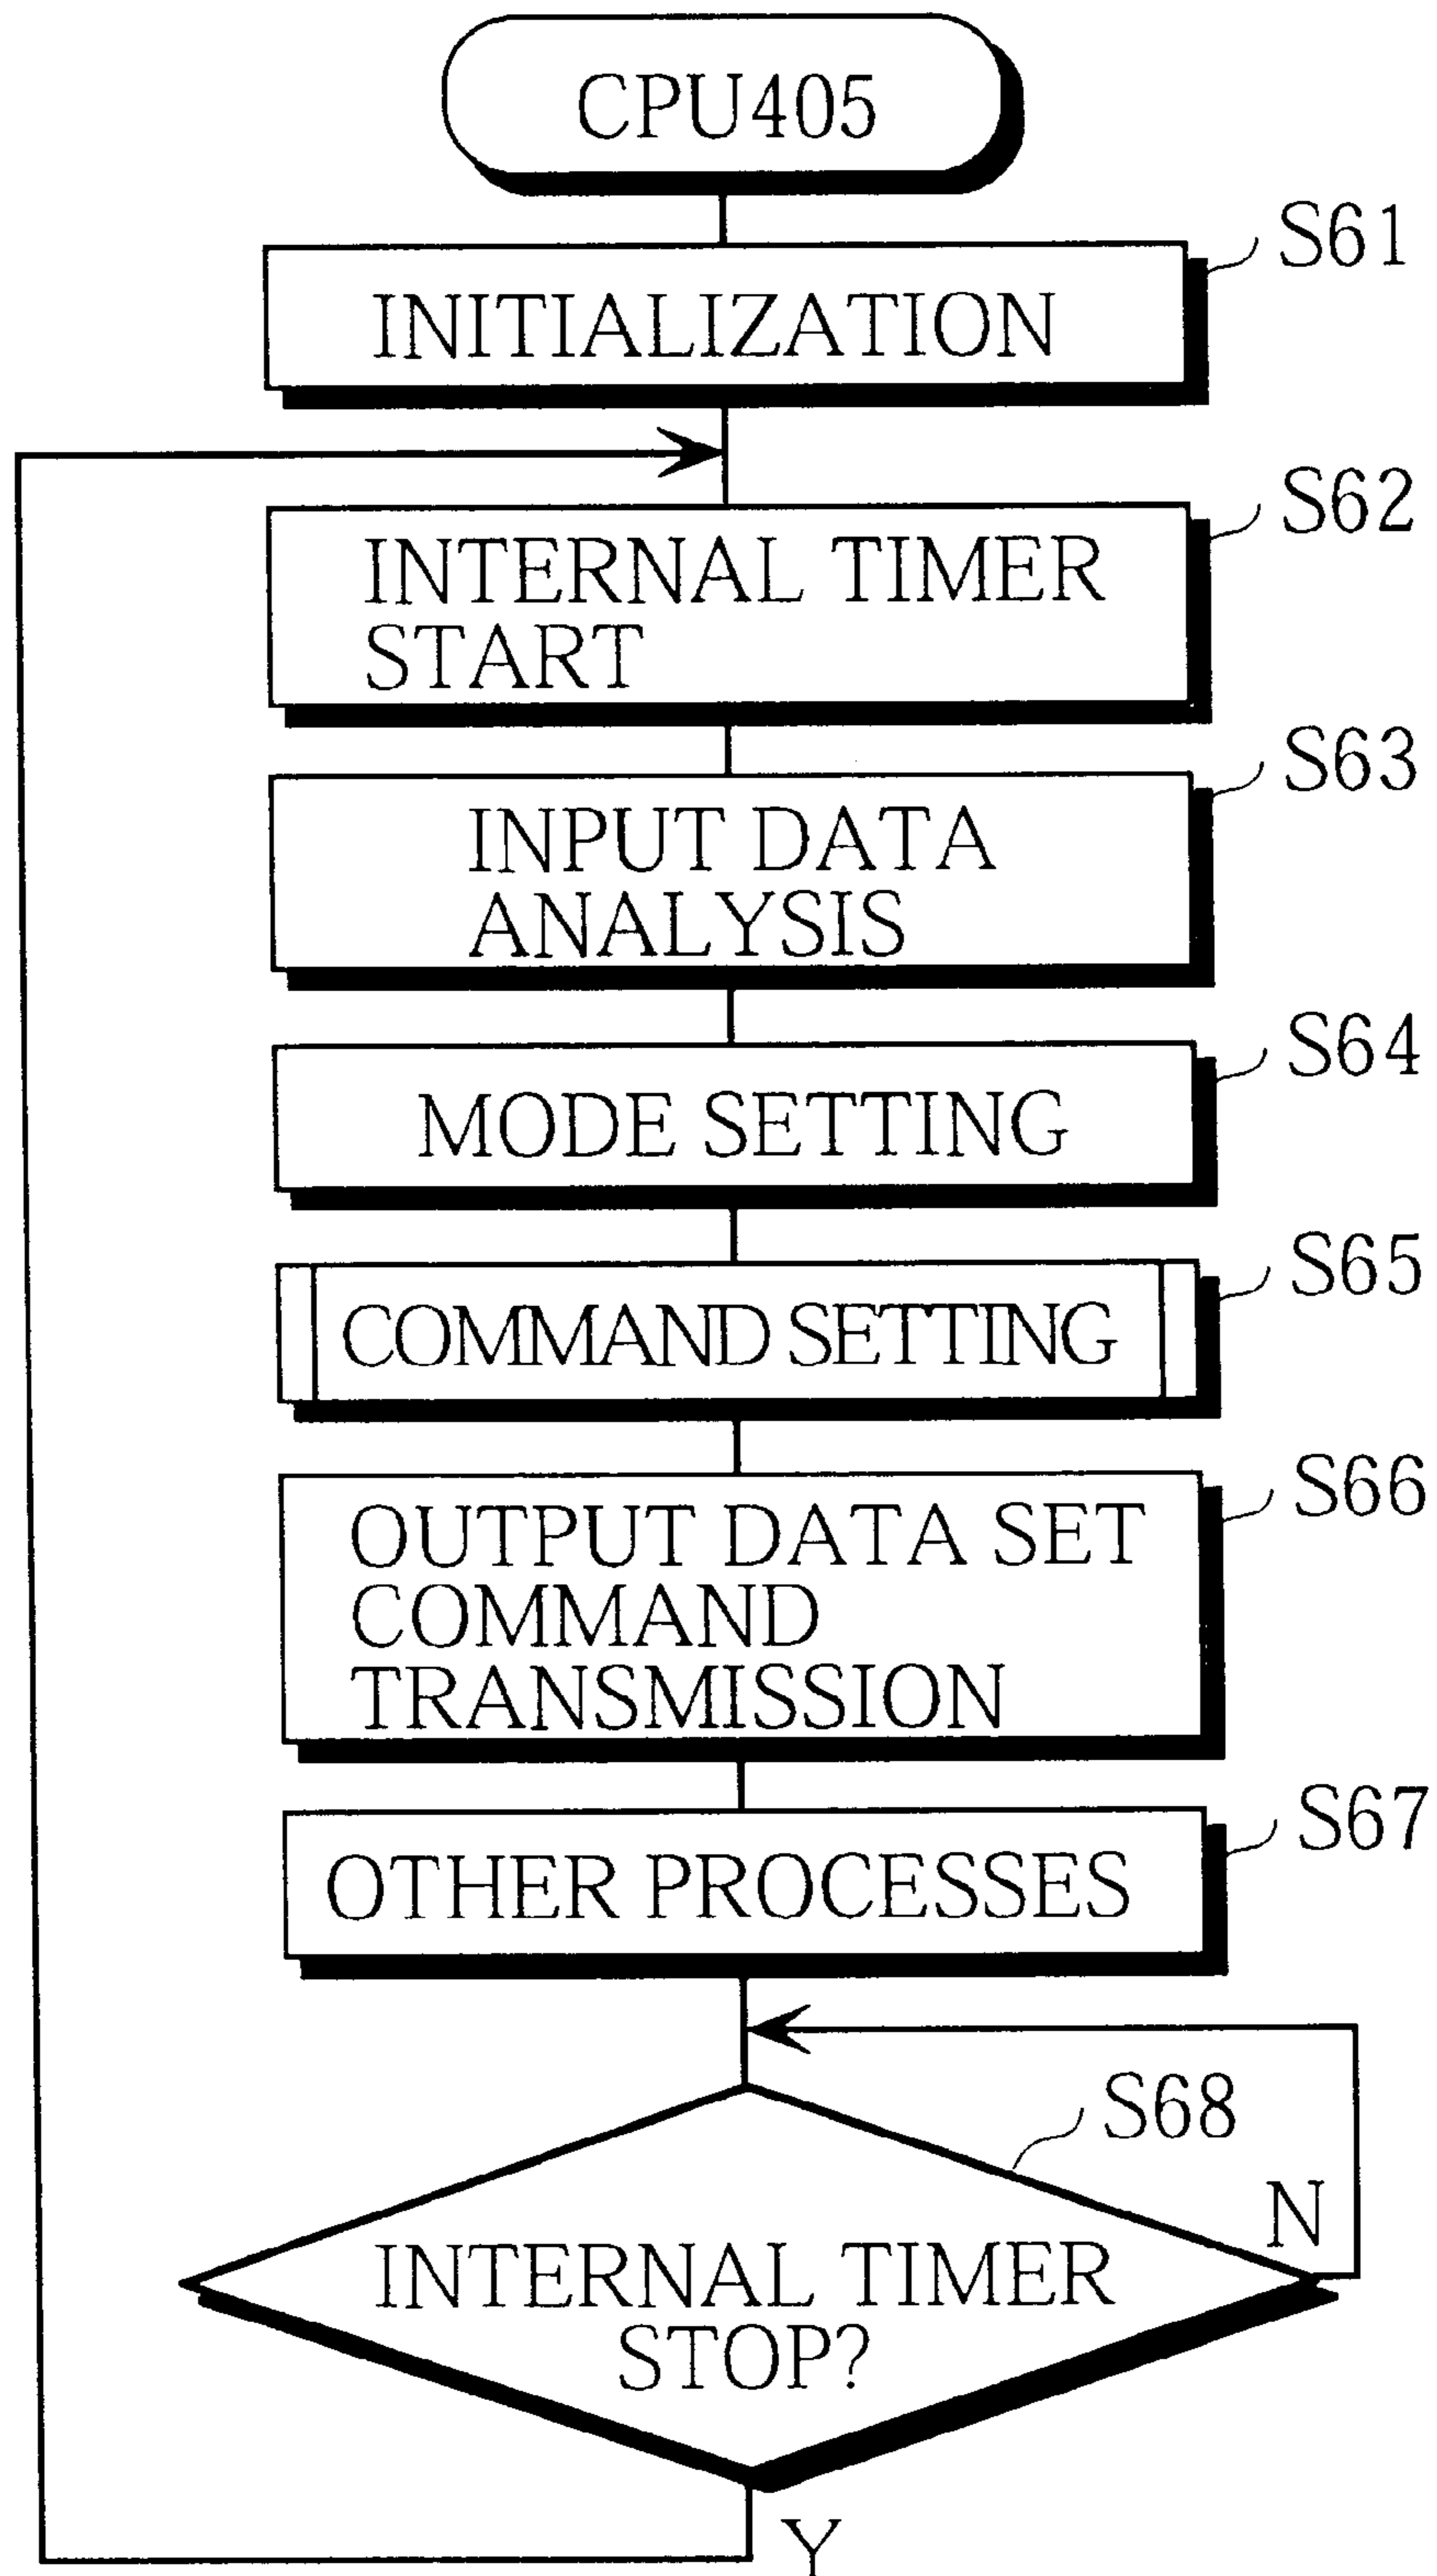 CPU405
S61
INITIALIZATION
S62
INTERNAL TIMER
START
S63
INPUT DATA
ANALYSIS
S64
MODE SETTING
S65
COMMAND SETTING
S66
OUTPUT DATA SET
COMMAND
TRANSMISSION
S67
OTHER PROCESSES
S68
N
INTERNAL TIMER
STOP?
Y